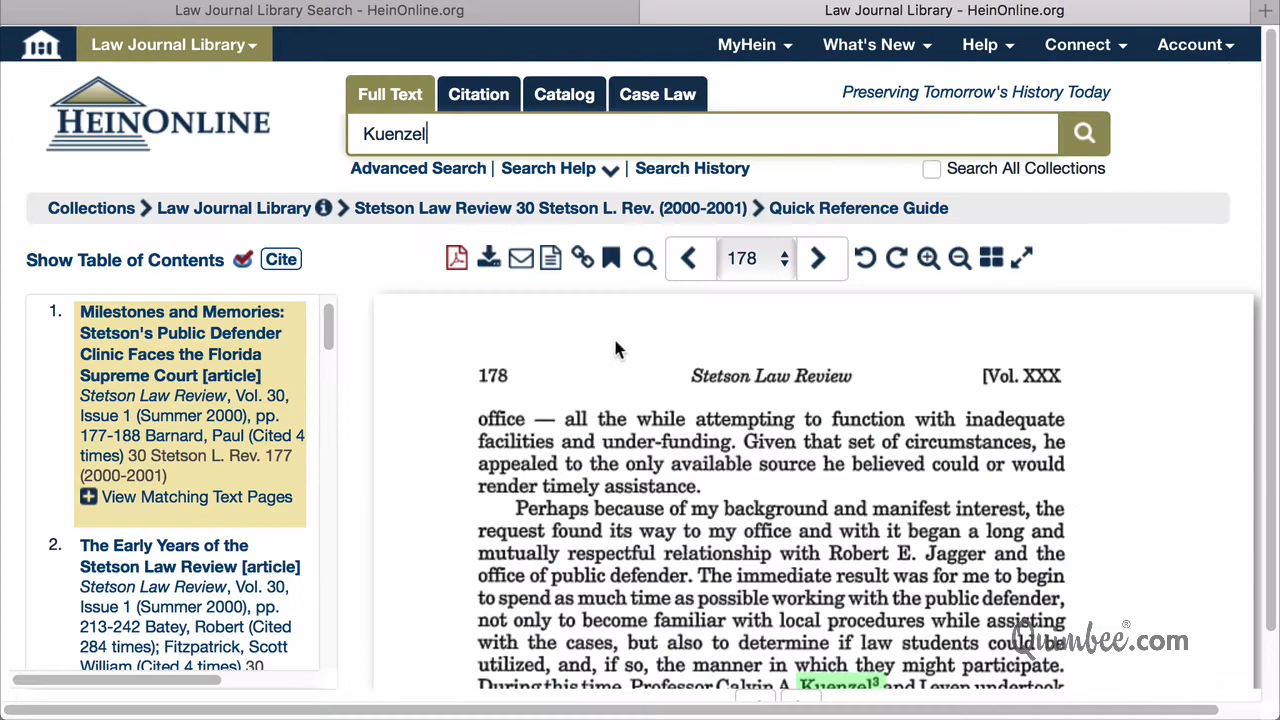 Law Journal Library Search - HeinOnline.org
Law Journal Library - HeinOnline.org
Law Journal Library
MyHein
What's New
Help
Connect
Account
HEINONLINE
Full Text
Citation
Catalog
Case Law
Preserving Tomorrow's History Today
Kuenzel
Advanced Search | Search Help | Search History
Search All Collections
Collections > Law Journal Library > Stetson Law Review 30 Stetson L. Rev. (2000-2001) > Quick Reference Guide
Show Table of Contents
Cite
178
1. Milestones and Memories:
Stetson's Public Defender
Clinic Faces the Florida
Supreme Court [article]
Stetson Law Review, Vol. 30,
Issue 1 (Summer 2000), pp.
177-188 Barnard, Paul (Cited 4
times) 30 Stetson L. Rev. 177
(2000-2001)
View Matching Text Pages
2. The Early Years of the
Stetson Law Review [article]
Stetson Law Review, Vol. 30,
Issue 1 (Summer 2000), pp.
213-242 Batey, Robert (Cited
284 times); Fitzpatrick, Scott
William (Cited 4 times) 30
178 Stetson Law Review [Vol. XXX
office — all the while attempting to function with inadequate
facilities and under-funding. Given that set of circumstances, he
appealed to the only available source he believed could or would
render timely assistance.
Perhaps because of my background and manifest interest, the
request found its way to my office and with it began a long and
mutually respectful relationship with Robert E. Jagger and the
office of public defender. The immediate result was for me to begin
to spend as much time as possible working with the public defender,
not only to become familiar with local procedures while assisting
with the cases, but also to determine if law students could be
utilized, and, if so, the manner in which they might participate.
During this time, Professor Calvin A. Kuenzel³ and I even undertook
Quimbee®.com